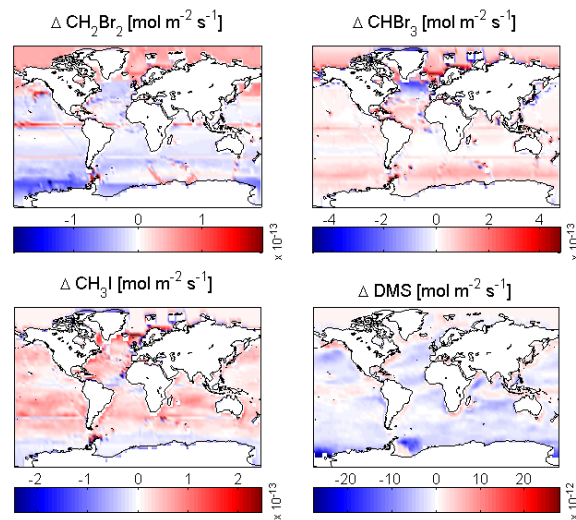 Δ CH₂Br₂ [mol m⁻² s⁻¹]
Δ CHBr₃ [mol m⁻² s⁻¹]
-1 0 1
x 10⁻¹³
-4 -2 0 2 4
x 10⁻¹³
Δ CH₃I [mol m⁻² s⁻¹]
Δ DMS [mol m⁻² s⁻¹]
-2 -1 0 1 2
x 10⁻¹³
-20 -10 0 10 20
x 10⁻¹²